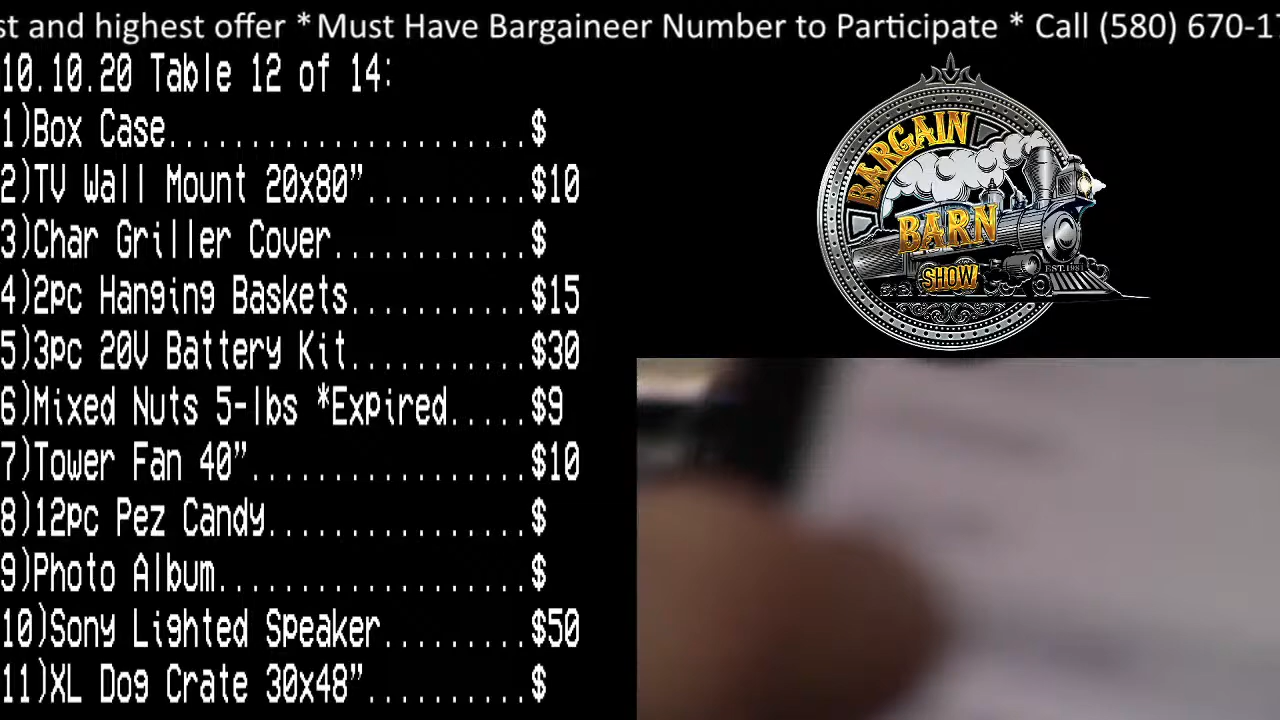 st and highest offer *Must Have Bargaineer Number to Participate * Call (580) 670-1
10.10.20 Table 12 of 14:
1)Box Case......................$
2)TV Wall Mount 20x80”..........$10
3)Char Griller Cover............$
4)2pc Hanging Baskets...........$15
5)3pc 20V Battery Kit...........$30
6)Mixed Nuts 5-lbs *Expired.....$9
7)Tower Fan 40”.................$10
8)12pc Pez Candy................$
9)Photo Album...................$
10)Sony Lighted Speaker.........$50
11)XL Dog Crate 30x48”..........$
BARGAIN
BARN
SHOW